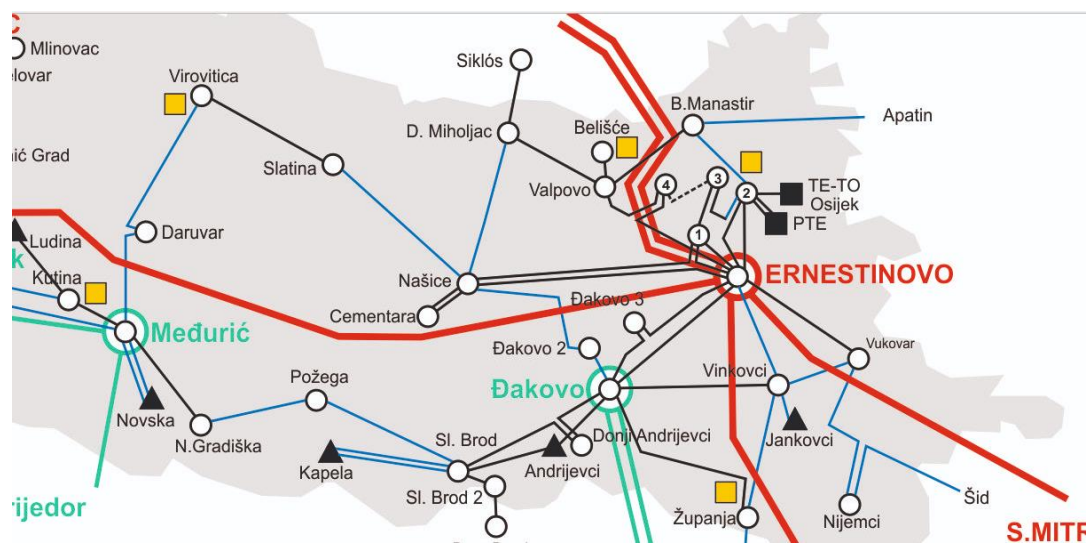 Mlinovac
elovar
Virovitica
Siklós
B.Manastir
Apatin
D. Miholjac
Belišće
nić Grad
Slatina
Valpovo
4
3
2
TE-TO
Osijek
PTE
1
Ludina
Daruvar
k
Kutina
Našice
ERNESTINOVO
Đakovo 3
Cementara
Međurić
Đakovo 2
Vukovar
Požega
Đakovo
Vinkovci
Novska
N.Gradiška
Sl. Brod
Donji Andrijevci
Jankovci
Kapela
Andrijevci
Sl. Brod 2
Županja
Nijemci
Šid
rijedor
S.MITR